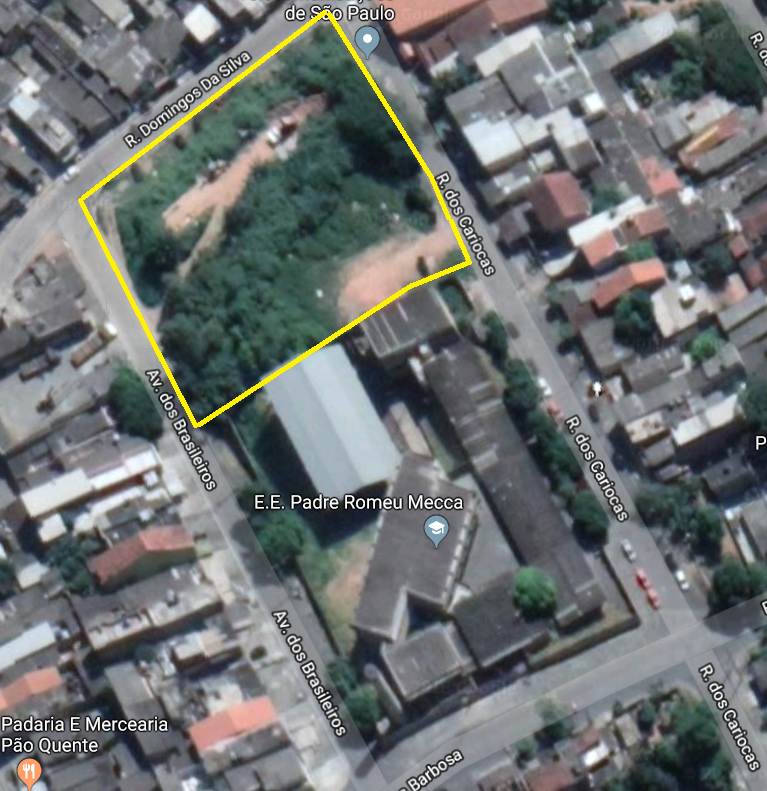 de São Paulo
R. Domingos Da Silva
R. dos Cariocas
Av. dos Brasileiros
R. dos Cariocas
E.E. Padre Romeu Mecca
Av. dos Brasileiros
R. dos Cariocas
Padaria E Mercearia
Pão Quente
Barbosa